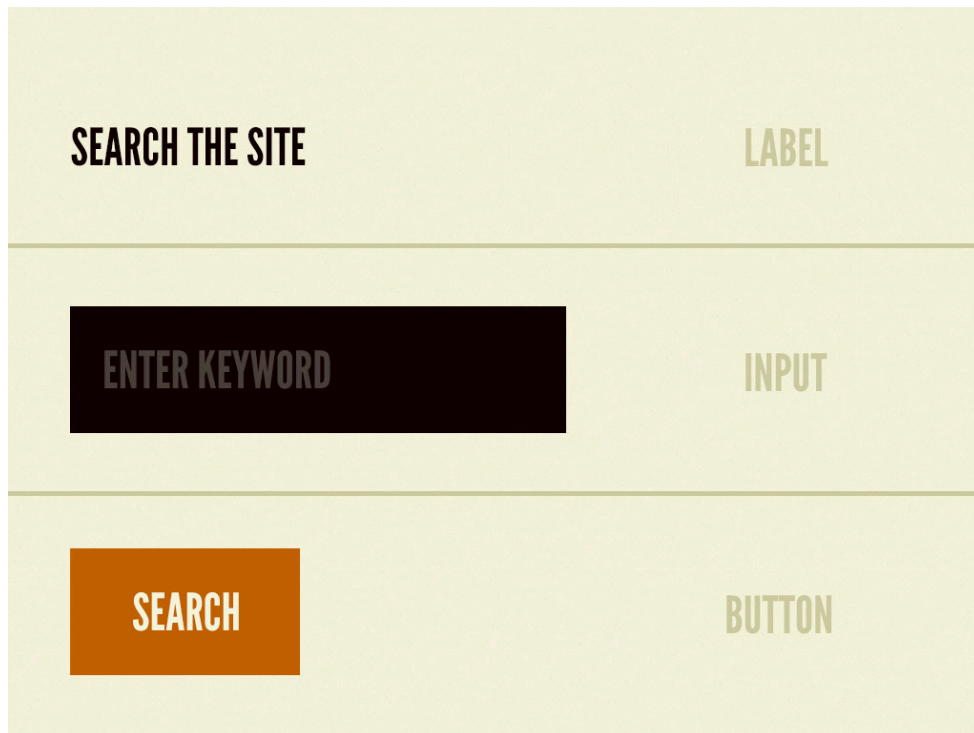 SEARCH THE SITE
LABEL
ENTER KEYWORD
INPUT
SEARCH
BUTTON